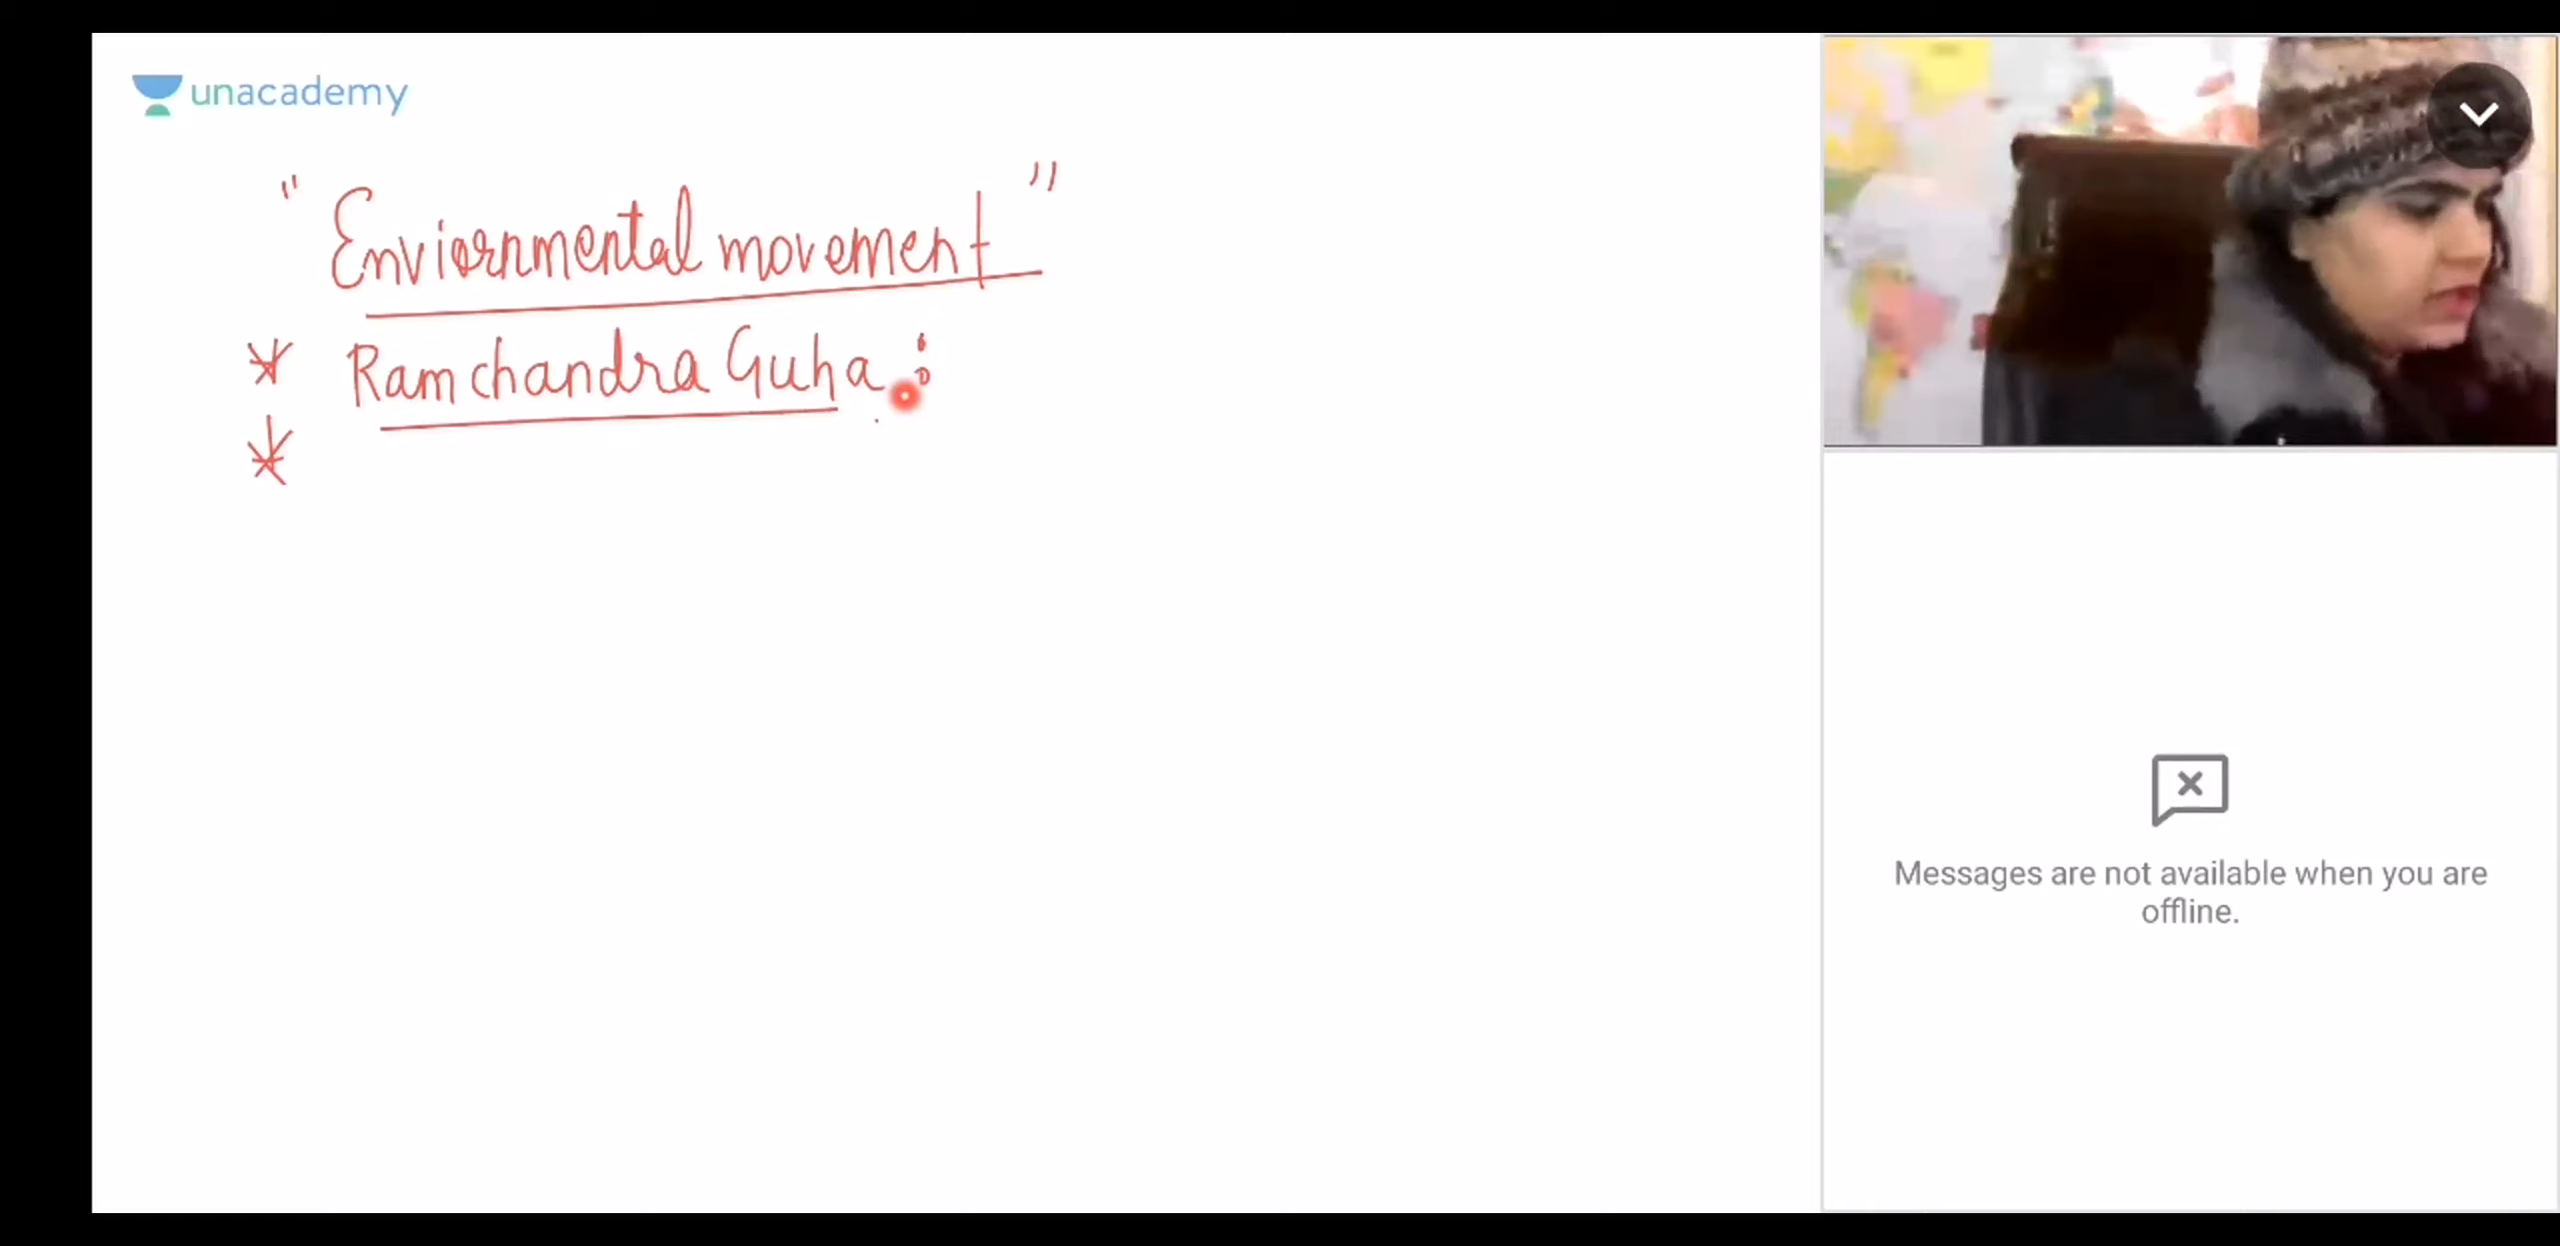 unacademy
" Enviornmental movement "
* Ramchandra Guha :
*
Messages are not available when you are
offline.